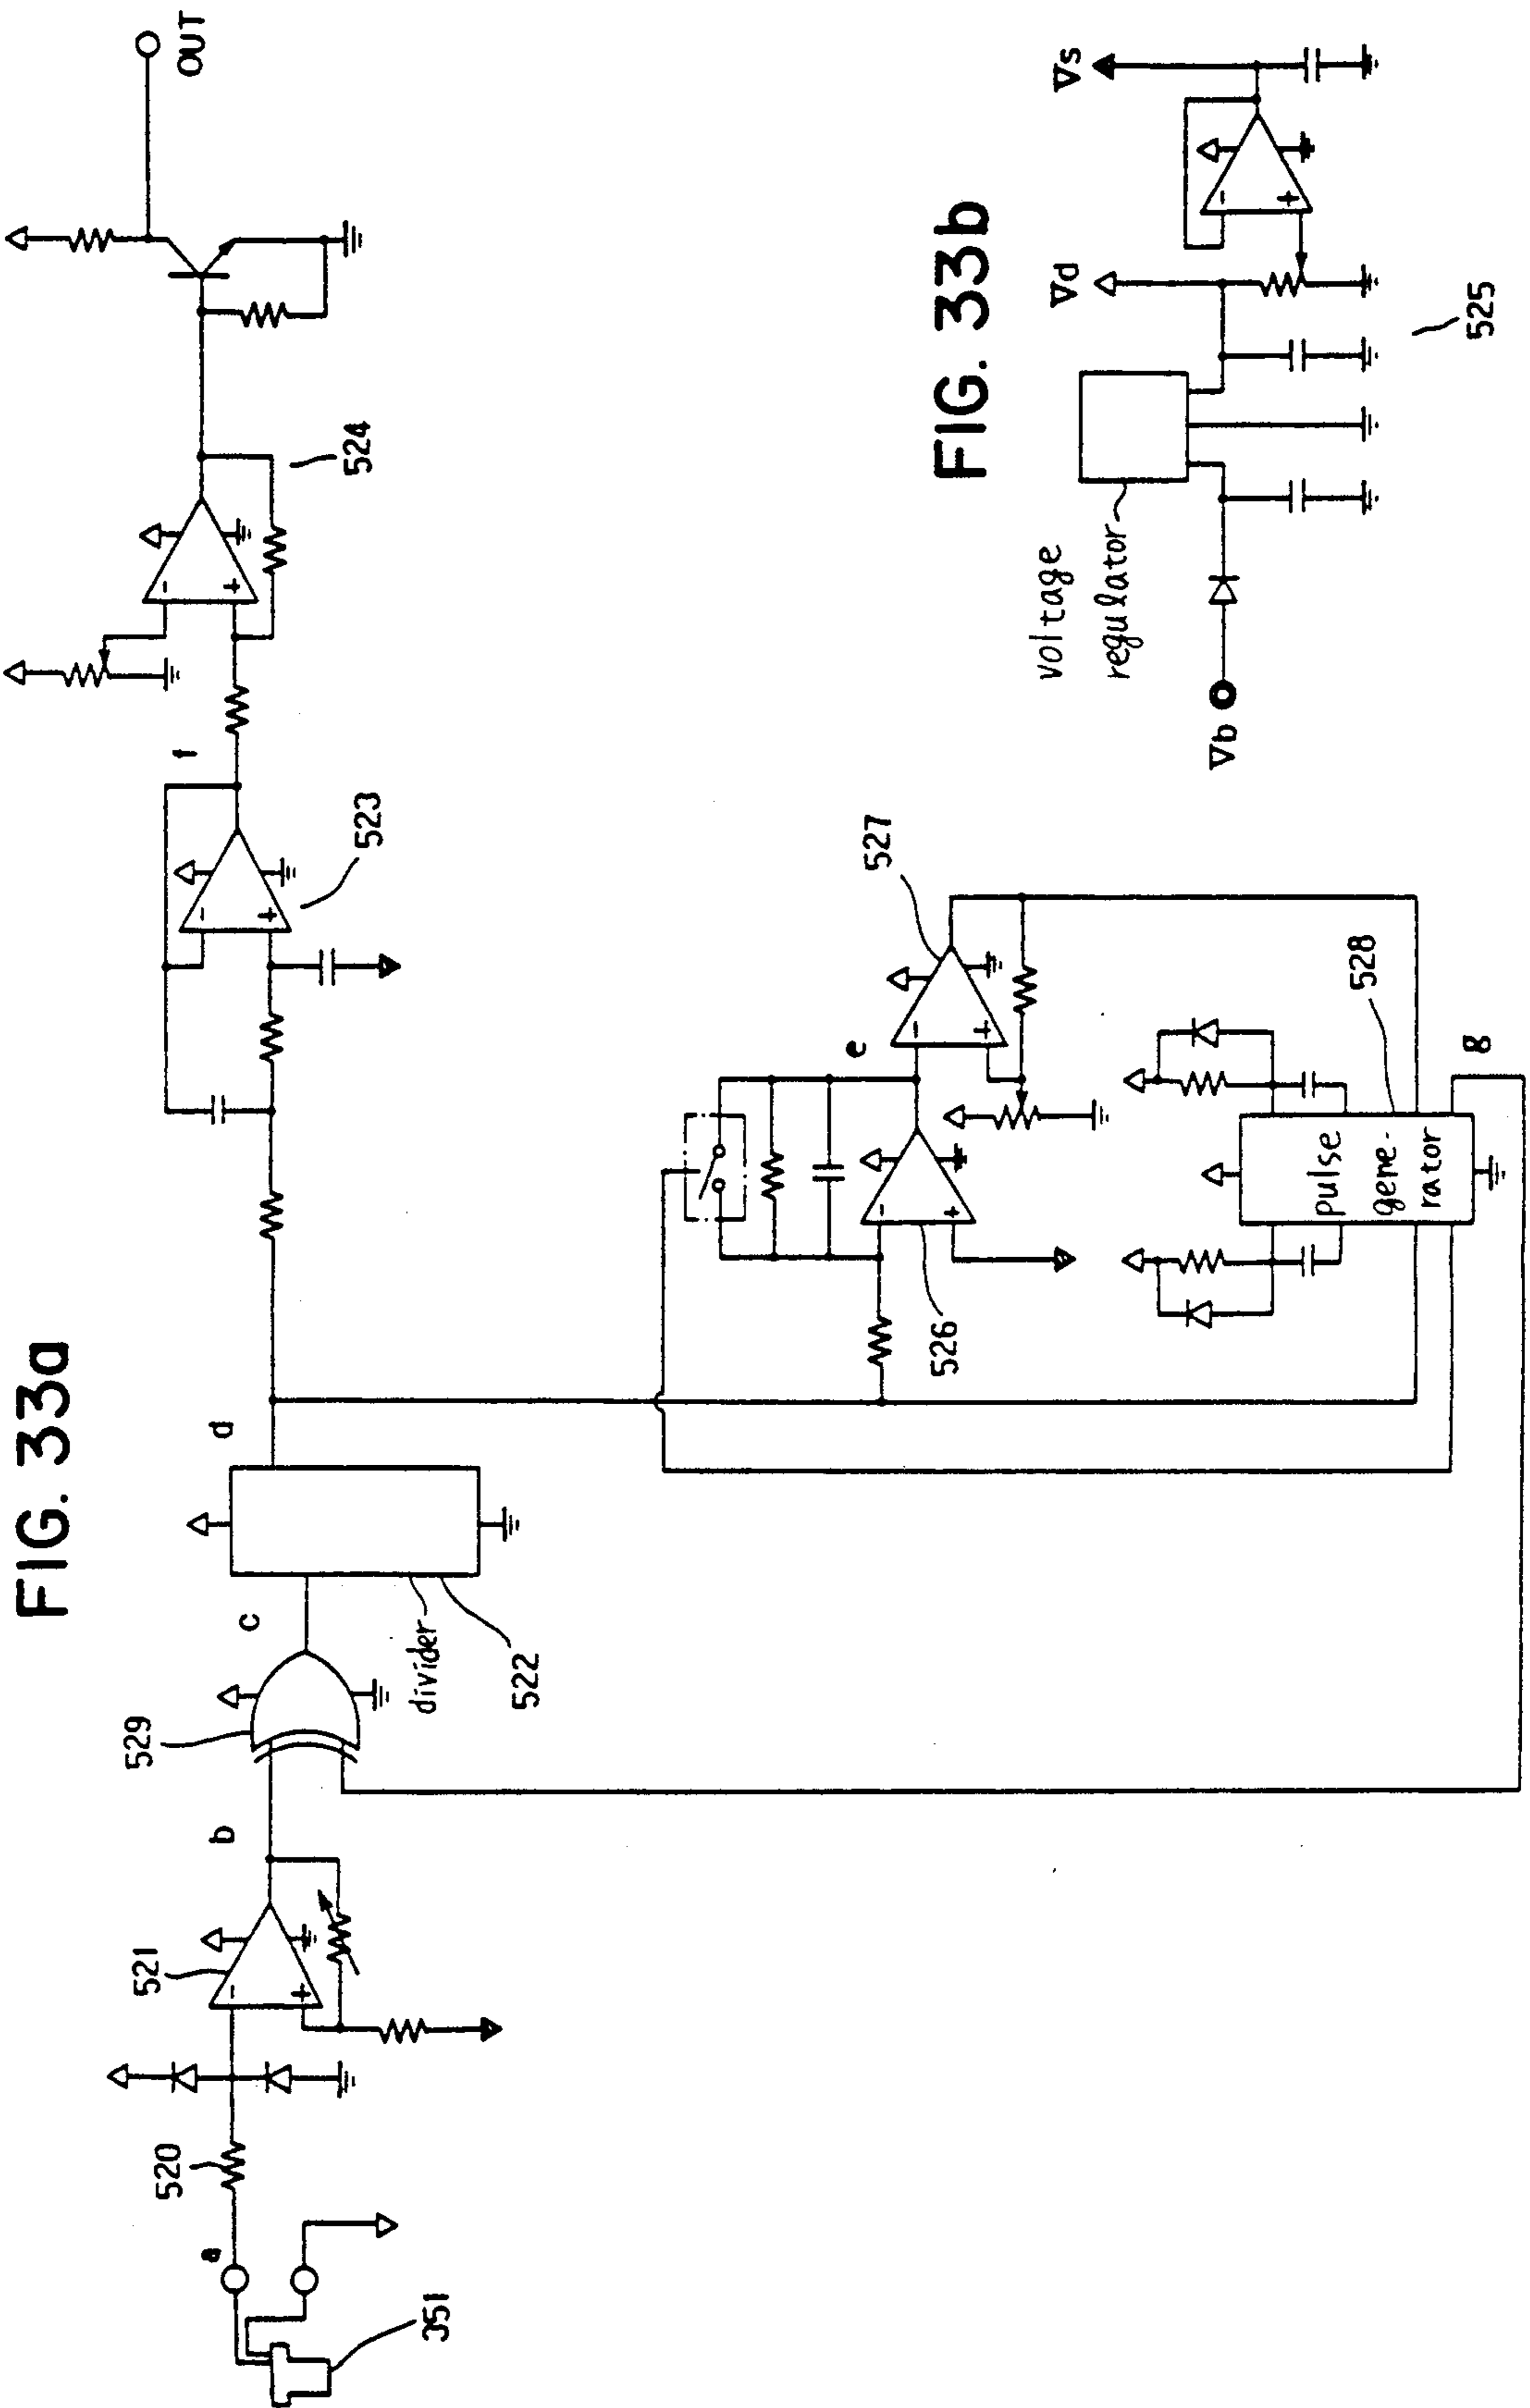 FIG. 33a
351
a
520
521
b
529
c
divider
522
d
523
f
524
OUT
526
e
527
pulse
gene-
rator
528
g
FIG. 33b
Vb
voltage
regulator
Vd
Vs
525